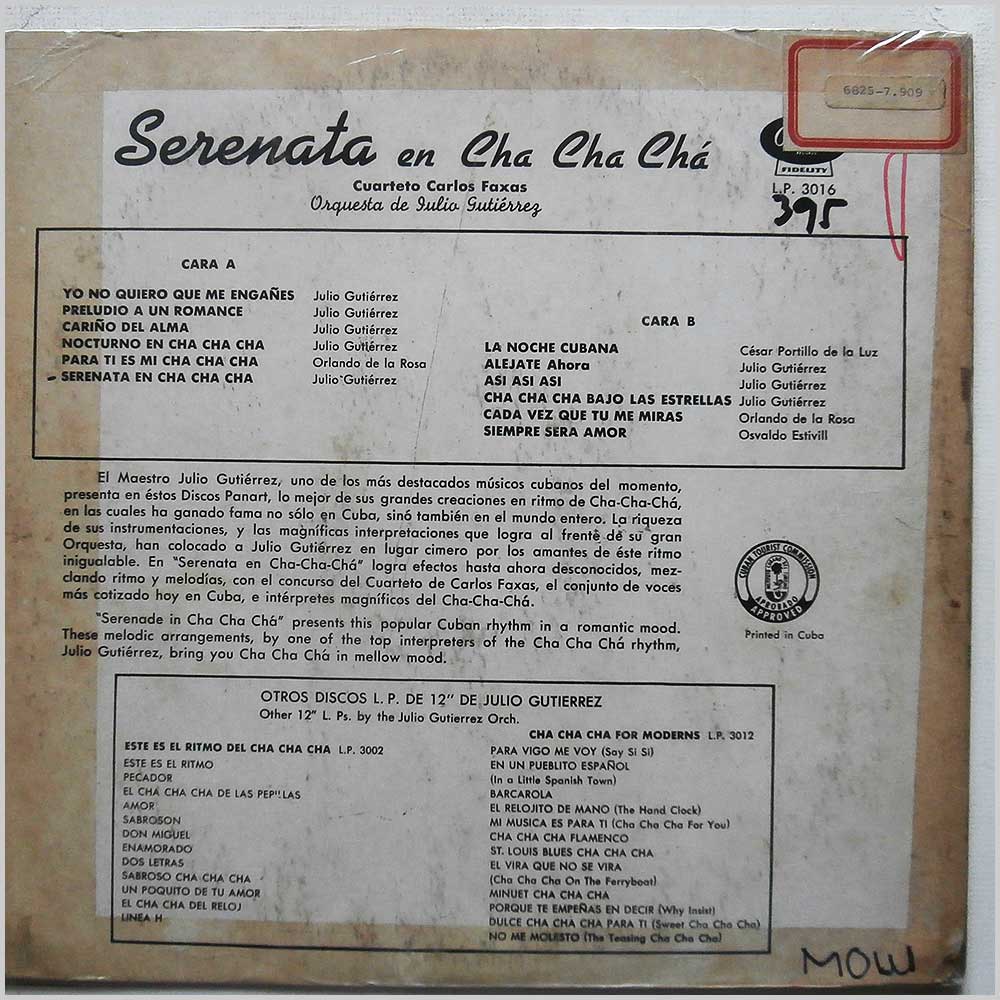 6825-7.909
Serenata en Cha Cha Chá
Cuarteto Carlos Faxas
Orquesta de Julio Gutiérrez
FIDELITY
L.P. 3016
395
CARA A
YO NO QUIERO QUE ME ENGAÑES Julio Gutiérrez
PRELUDIO A UN ROMANCE Julio Gutiérrez
CARIÑO DEL ALMA Julio Gutiérrez
NOCTURNO EN CHA CHA CHA Julio Gutiérrez
PARA TI ES MI CHA CHA CHA Orlando de la Rosa
SERENATA EN CHA CHA CHA Julio Gutiérrez
CARA B
LA NOCHE CUBANA César Portillo de la Luz
ALEJATE Ahora Julio Gutiérrez
ASI ASI ASI Julio Gutiérrez
CHA CHA CHA BAJO LAS ESTRELLAS Julio Gutiérrez
CADA VEZ QUE TU ME MIRAS Orlando de la Rosa
SIEMPRE SERA AMOR Osvaldo Estivill
El Maestro Julio Gutiérrez, uno de los más destacados músicos cubanos del momento,
presenta en éstos Discos Panart, lo mejor de sus grandes creaciones en ritmo de Cha-Cha-Chá,
en las cuales ha ganado fama no sólo en Cuba, sinó también en el mundo entero. La riqueza
de sus instrumentaciones, y las magníficas interpretaciones que logra al frente de su gran
Orquesta, han colocado a Julio Gutiérrez en lugar cimero por los amantes de éste ritmo
inigualable. En "Serenata en Cha-Cha-Chá" logra efectos hasta ahora desconocidos, mez-
clando ritmo y melodías, con el concurso del Cuarteto de Carlos Faxas, el conjunto de voces
más cotizado hoy en Cuba, e intérpretes magníficos del Cha-Cha-Chá.
"Serenade in Cha Cha Chá" presents this popular Cuban rhythm in a romantic mood.
These melodic arrangements, by one of the top interpreters of the Cha Cha Chá rhythm,
Julio Gutiérrez, bring you Cha Cha Chá in mellow mood.
CUBAN TOURIST COMMISSION
APROBADO
APPROVED
Printed in Cuba
OTROS DISCOS L. P. DE 12" DE JULIO GUTIERREZ
Other 12" L. Ps. by the Julio Gutierrez Orch.
ESTE ES EL RITMO DEL CHA CHA CHA L.P. 3002
ESTE ES EL RITMO
PECADOR
EL CHA CHA CHA DE LAS PEPILLAS
AMOR
SABROSON
DON MIGUEL
ENAMORADO
DOS LETRAS
SABROSO CHA CHA CHA
UN POQUITO DE TU AMOR
EL CHA CHA DEL RELOJ
LINEA H
CHA CHA CHA FOR MODERNS L.P. 3012
PARA VIGO ME VOY (Say Si Si)
EN UN PUEBLITO ESPAÑOL
(In a Little Spanish Town)
BARCAROLA
EL RELOJITO DE MANO (The Hand Clock)
MI MUSICA ES PARA TI (Cha Cha Cha For You)
CHA CHA CHA FLAMENCO
ST. LOUIS BLUES CHA CHA CHA
EL VIRA QUE NO SE VIRA
(Cha Cha Cha On The Ferryboat)
MINUET CHA CHA CHA
PORQUE TE EMPEÑAS EN DECIR (Why Insist)
DULCE CHA CHA CHA PARA TI (Sweet Cha Cha Cha)
NO ME MOLESTO (The Teasing Cha Cha Cha)
MOW